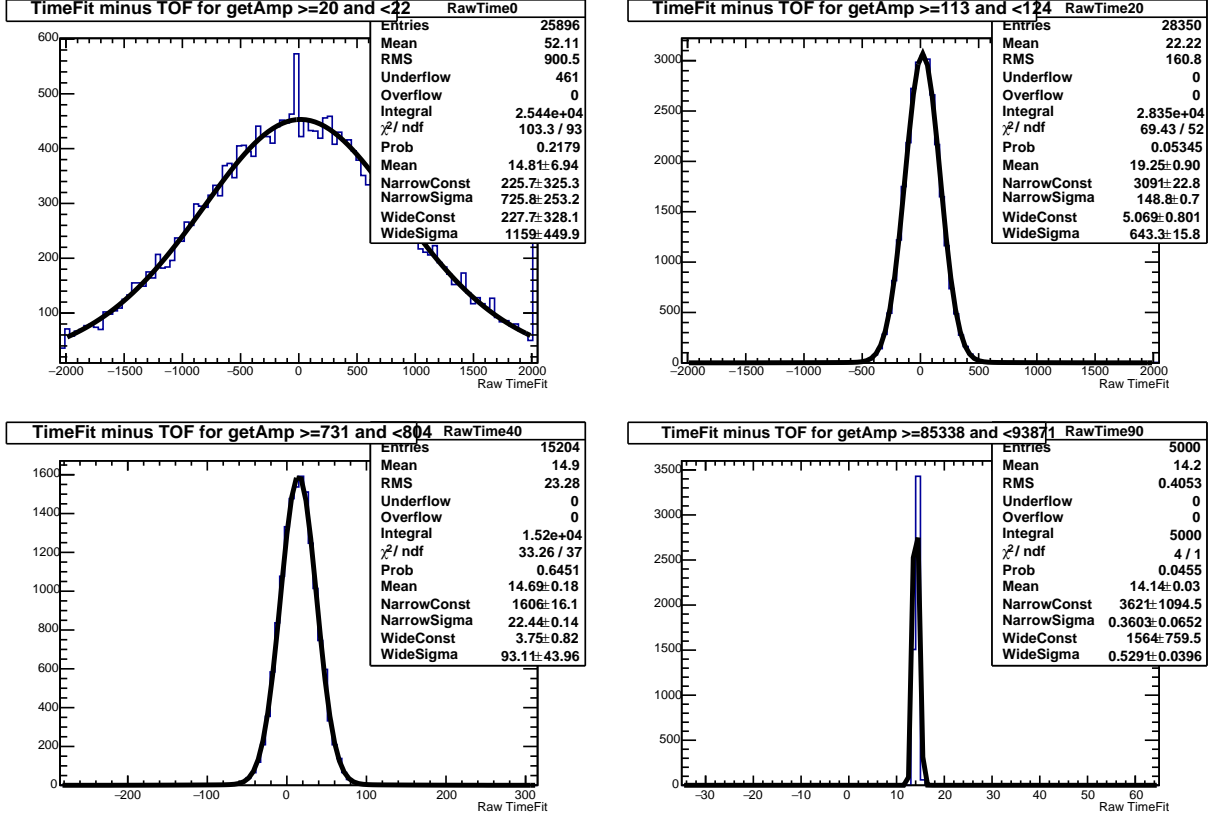 TimeFit minus TOF for getAmp >=20 and <22
RawTime0
Entries 25896
Mean 52.11
RMS 900.5
Underflow 461
Overflow 0
Integral 2.544e+04
χ²/ ndf 103.3 / 93
Prob 0.2179
Mean 14.81±6.94
NarrowConst 225.7±325.3
NarrowSigma 725.8±253.2
WideConst 227.7±328.1
WideSigma 1159±449.9
600
500
400
300
200
100
−2000 −1500 −1000 −500 0 500 1000 1500 2000
Raw TimeFit
TimeFit minus TOF for getAmp >=113 and <124
RawTime20
Entries 28350
Mean 22.22
RMS 160.8
Underflow 0
Overflow 0
Integral 2.835e+04
χ²/ ndf 69.43 / 52
Prob 0.05345
Mean 19.25±0.90
NarrowConst 3091±22.8
NarrowSigma 148.8±0.7
WideConst 5.069±0.801
WideSigma 643.3±15.8
3000
2500
2000
1500
1000
500
0
−2000 −1500 −1000 −500 0 500 1000 1500 2000
Raw TimeFit
TimeFit minus TOF for getAmp >=731 and <804
RawTime40
Entries 15204
Mean 14.9
RMS 23.28
Underflow 0
Overflow 0
Integral 1.52e+04
χ²/ ndf 33.26 / 37
Prob 0.6451
Mean 14.69±0.18
NarrowConst 1606±16.1
NarrowSigma 22.44±0.14
WideConst 3.75±0.82
WideSigma 93.11±43.96
1600
1400
1200
1000
800
600
400
200
0
−200 −100 0 100 200 300
Raw TimeFit
TimeFit minus TOF for getAmp >=85338 and <93871
RawTime90
Entries 5000
Mean 14.2
RMS 0.4053
Underflow 0
Overflow 0
Integral 5000
χ²/ ndf 4 / 1
Prob 0.0455
Mean 14.14±0.03
NarrowConst 3621±1094.5
NarrowSigma 0.3603±0.0652
WideConst 1564±759.5
WideSigma 0.5291±0.0396
3500
3000
2500
2000
1500
1000
500
0
−30 −20 −10 0 10 20 30 40 50 60
Raw TimeFit